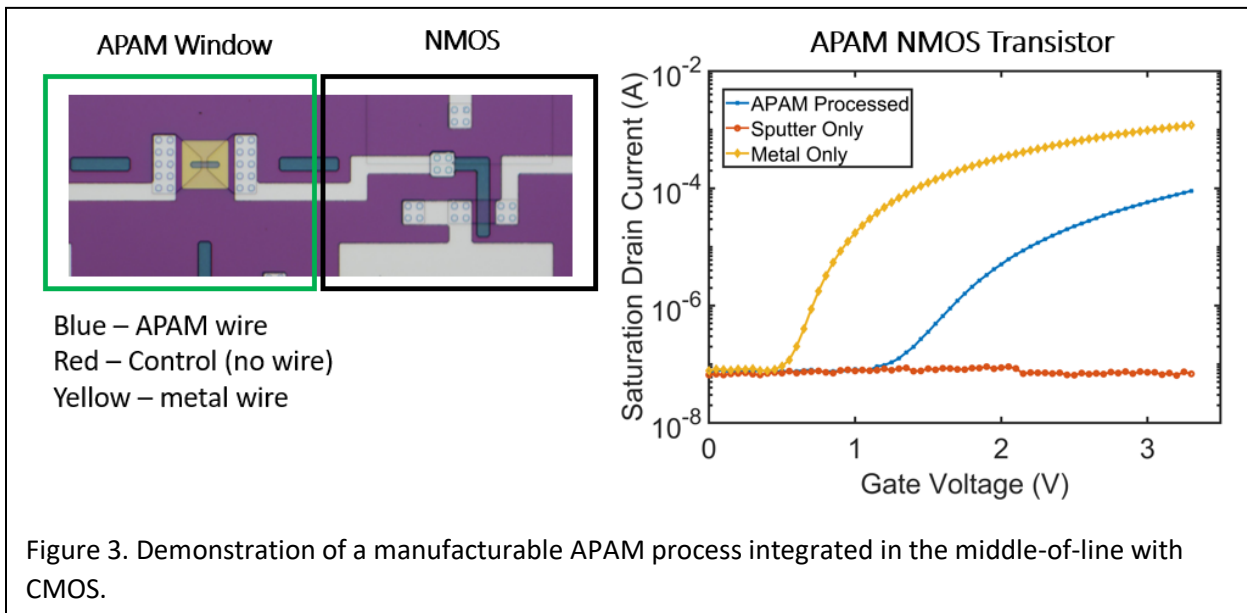 APAM Window
NMOS
Blue – APAM wire
Red – Control (no wire)
Yellow – metal wire
APAM NMOS Transistor
Saturation Drain Current (A)
10-2
10-4
10-6
10-8
APAM Processed
Sputter Only
Metal Only
0 1 2 3
Gate Voltage (V)
Figure 3. Demonstration of a manufacturable APAM process integrated in the middle-of-line with
CMOS.